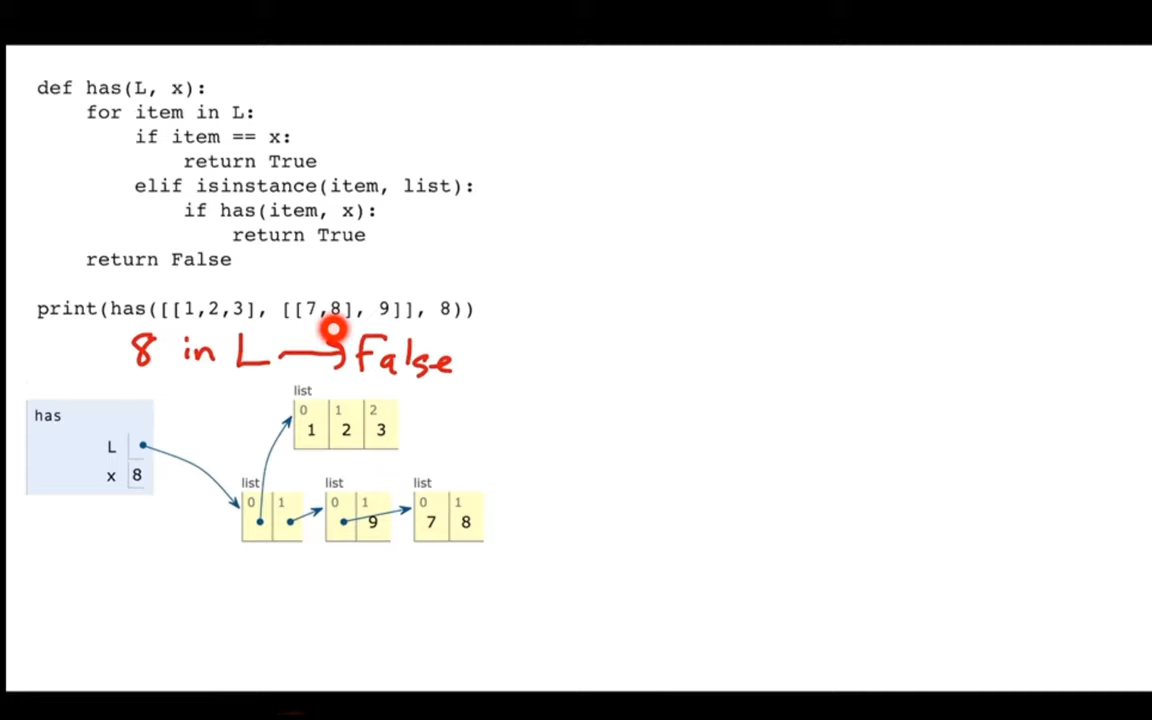 def has(L, x):
    for item in L:
        if item == x:
            return True
        elif isinstance(item, list):
            if has(item, x):
                return True
    return False
print(has([[1,2,3], [[7,8], 9]], 8))
8 in L → False
list
has
0 1 2
1 2 3
L
x 8
list list list
0 1 0 1 0 1
9 7 8